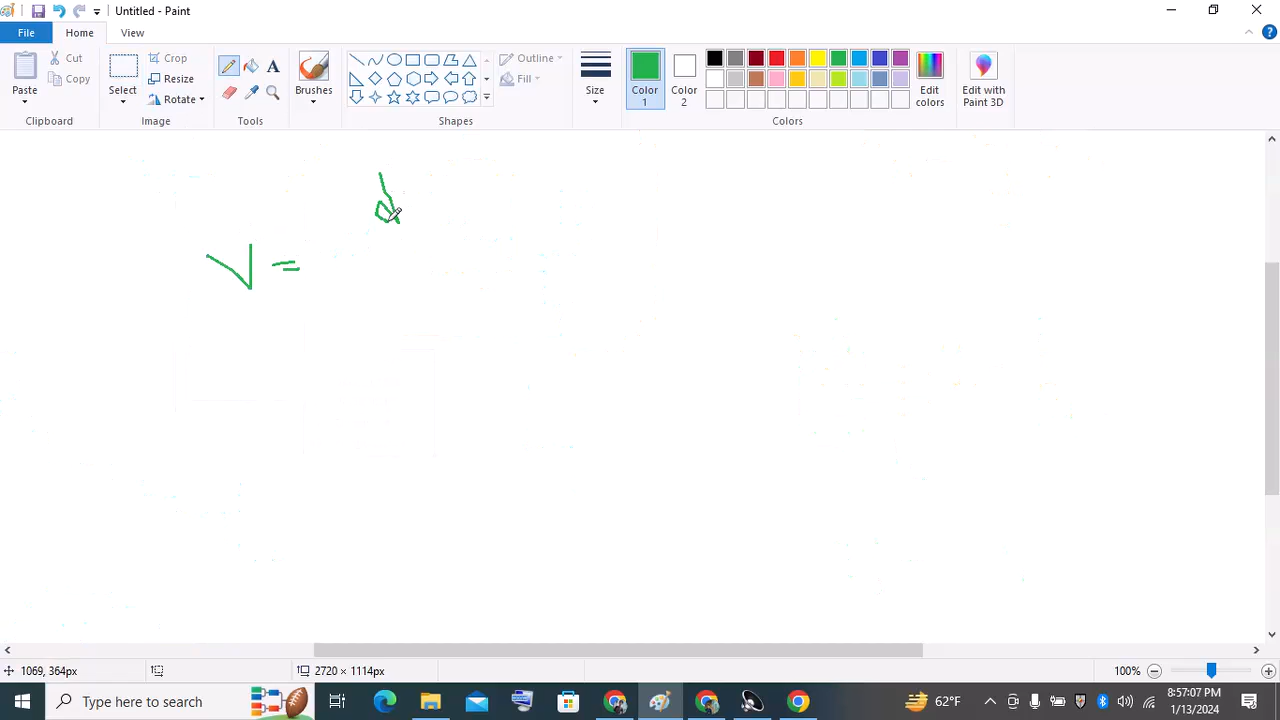 Untitled - Paint
File
Home
View
Paste
Cut
Copy
Clipboard
Select
Crop
Resize
Rotate
Image
A
Tools
Brushes
Outline
Fill
Shapes
Size
Color 1
Color 2
Edit colors
Colors
Edit with Paint 3D
V = d
1069, 364px
2720 × 1114px
100%
Type here to search
62°F
8:57:07 PM
1/13/2024